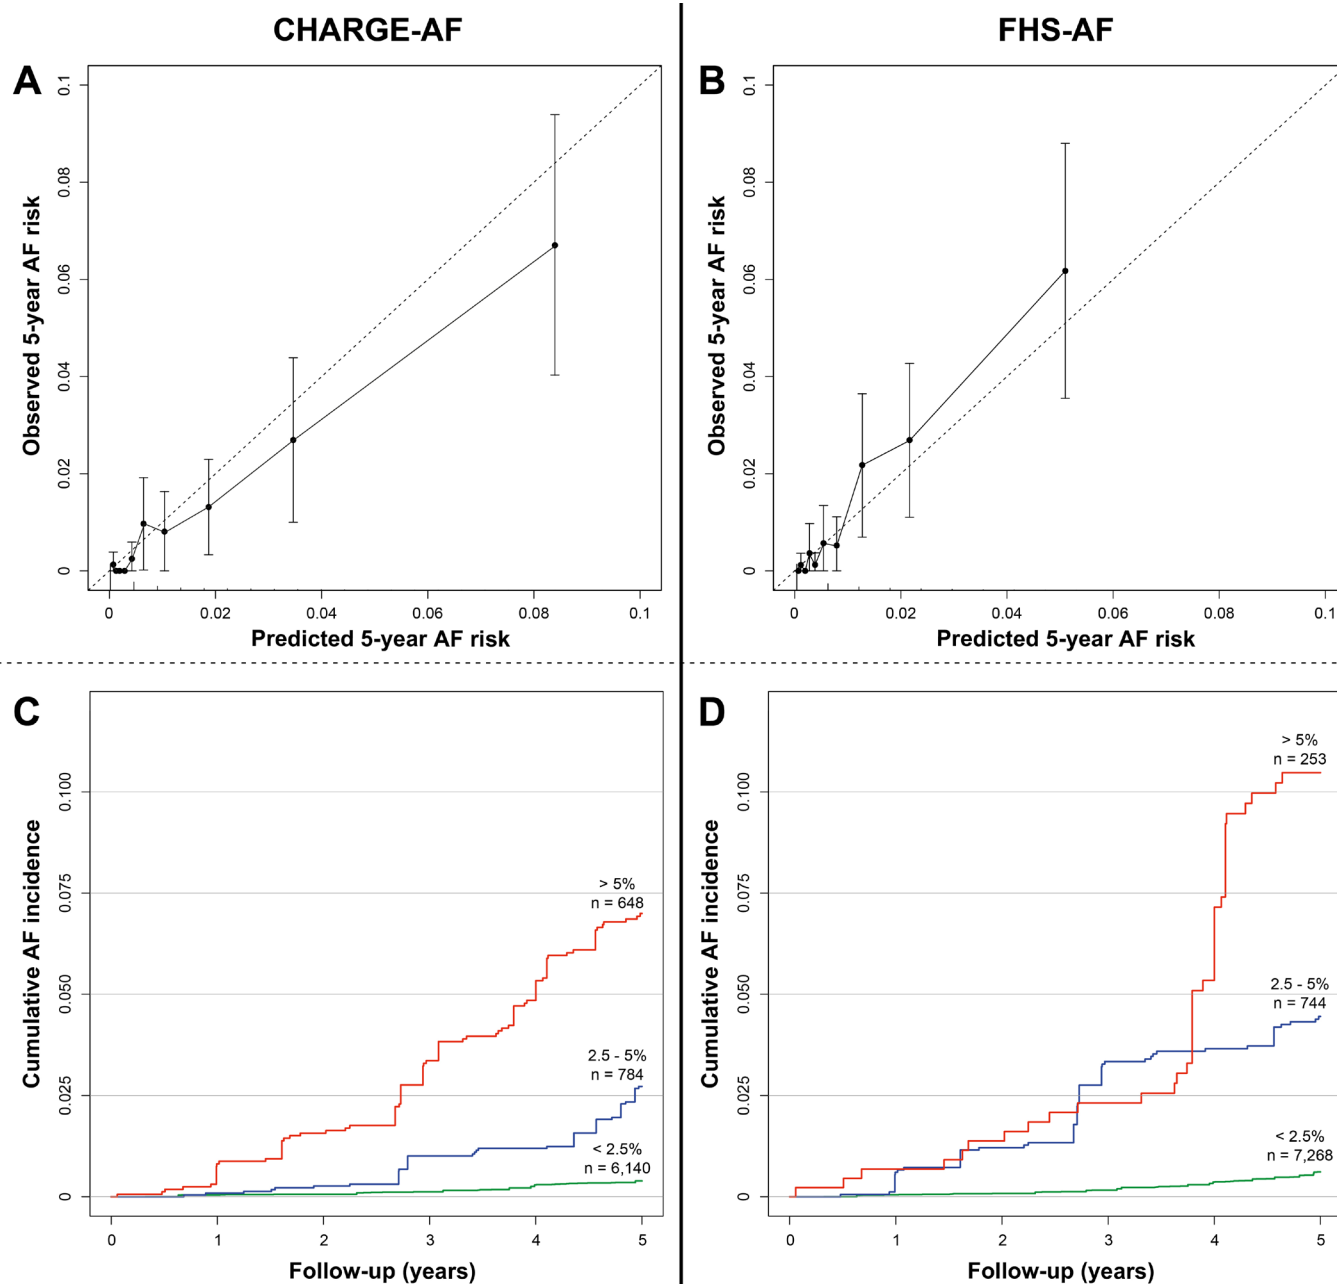 CHARGE-AF
FHS-AF
A
Observed 5-year AF risk
0.1
0.08
0.06
0.04
0.02
0
0 0.02 0.04 0.06 0.08 0.1
Predicted 5-year AF risk
B
Observed 5-year AF risk
0.1
0.08
0.06
0.04
0.02
0
0 0.02 0.04 0.06 0.08 0.1
Predicted 5-year AF risk
C
Cumulative AF incidence
0.100
0.075
0.050
0.025
0
> 5%
n = 648
2.5 - 5%
n = 784
< 2.5%
n = 6,140
0 1 2 3 4 5
Follow-up (years)
D
Cumulative AF incidence
0.100
0.075
0.050
0.025
0
> 5%
n = 253
2.5 - 5%
n = 744
< 2.5%
n = 7,268
0 1 2 3 4 5
Follow-up (years)